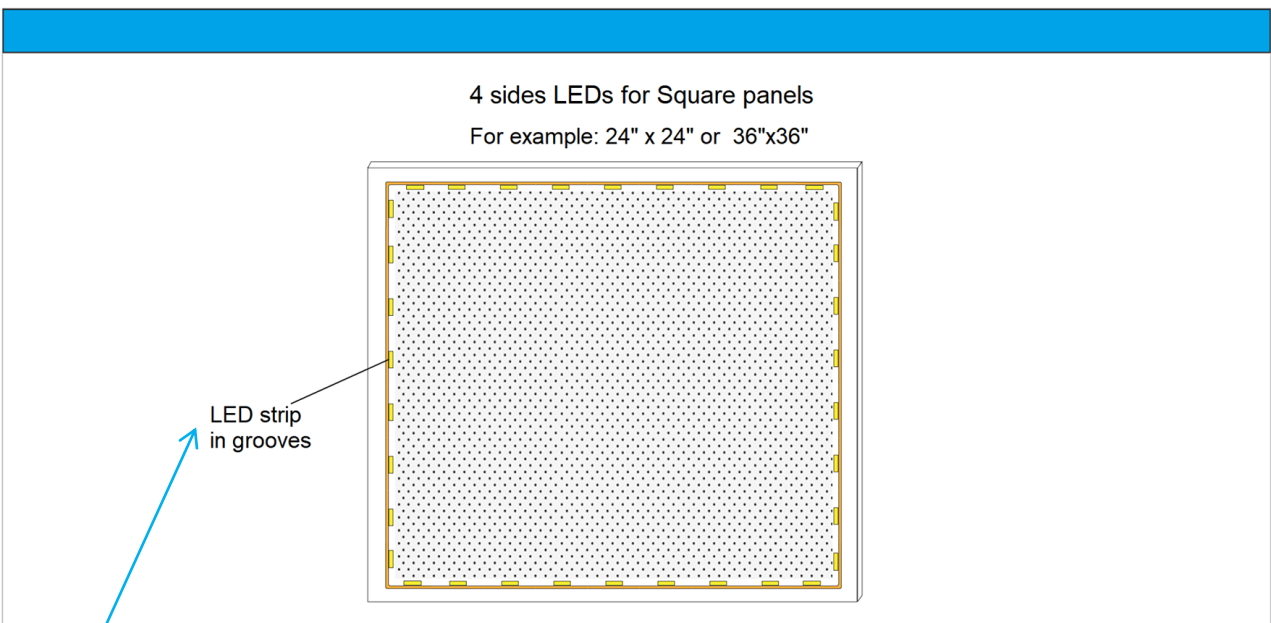 4 sides LEDs for Square panels
For example: 24" x 24" or 36"x36"
LED strip
in grooves